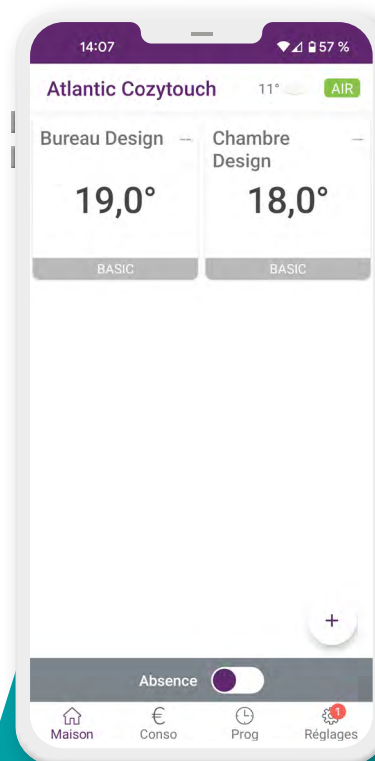 14:07 57 %
Atlantic Cozytouch 11° AIR
Bureau Design -- Chambre Design --
19,0° 18,0°
BASIC BASIC
+
Absence
€ 1
Maison Conso Prog Réglages